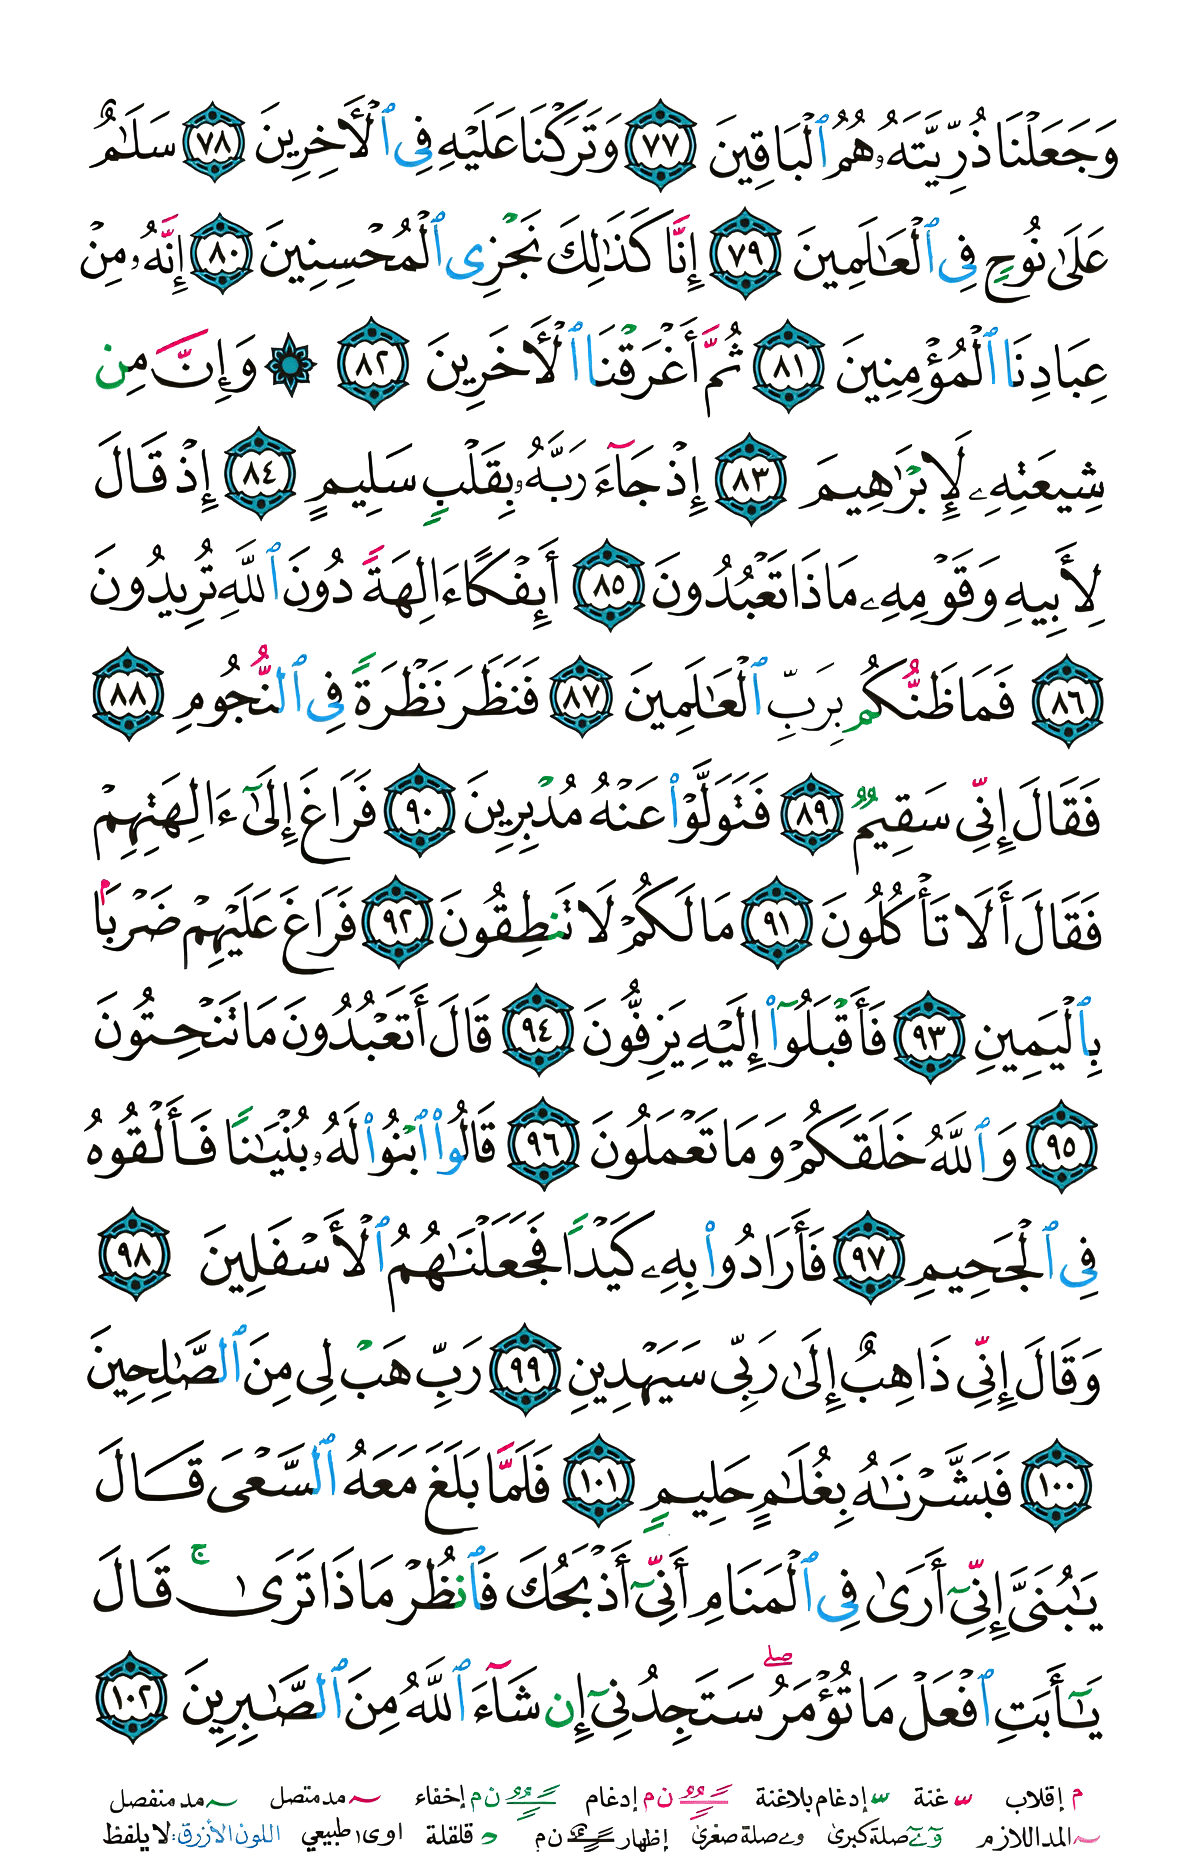 وَجَعَلْنَا ذُرِّيَّتَهُۥ هُمُ ٱلْبَاقِينَ ٧٧ وَتَرَكْنَا عَلَيْهِ فِى ٱلْأَخِرِينَ ٧٨ سَلَٰمٌ
عَلَىٰ نُوحٍ فِى ٱلْعَٰلَمِينَ ٧٩ إِنَّا كَذَٰلِكَ نَجْزِى ٱلْمُحْسِنِينَ ٨٠ إِنَّهُۥ مِنْ
عِبَادِنَا ٱلْمُؤْمِنِينَ ٨١ ثُمَّ أَغْرَقْنَا ٱلْأَخَرِينَ ٨٢ ۞ وَإِنَّ مِن
شِيعَتِهِۦ لَإِبْرَٰهِيمَ ٨٣ إِذْ جَآءَ رَبَّهُۥ بِقَلْبٍ سَلِيمٍ ٨٤ إِذْ قَالَ
لِأَبِيهِ وَقَوْمِهِۦ مَاذَا تَعْبُدُونَ ٨٥ أَئِفْكًا ءَالِهَةً دُونَ ٱللَّهِ تُرِيدُونَ
٨٦ فَمَا ظَنُّكُم بِرَبِّ ٱلْعَٰلَمِينَ ٨٧ فَنَظَرَ نَظْرَةً فِى ٱلنُّجُومِ ٨٨
فَقَالَ إِنِّى سَقِيمٌ ٨٩ فَتَوَلَّوْا۟ عَنْهُ مُدْبِرِينَ ٩٠ فَرَاغَ إِلَىٰٓ ءَالِهَتِهِمْ
فَقَالَ أَلَا تَأْكُلُونَ ٩١ مَا لَكُمْ لَا تَنطِقُونَ ٩٢ فَرَاغَ عَلَيْهِمْ ضَرْبًۢا
بِٱلْيَمِينِ ٩٣ فَأَقْبَلُوٓا۟ إِلَيْهِ يَزِفُّونَ ٩٤ قَالَ أَتَعْبُدُونَ مَا تَنْحِتُونَ
٩٥ وَٱللَّهُ خَلَقَكُمْ وَمَا تَعْمَلُونَ ٩٦ قَالُوا۟ ٱبْنُوا۟ لَهُۥ بُنْيَٰنًا فَأَلْقُوهُ
فِى ٱلْجَحِيمِ ٩٧ فَأَرَادُوا۟ بِهِۦ كَيْدًا فَجَعَلْنَٰهُمُ ٱلْأَسْفَلِينَ ٩٨
وَقَالَ إِنِّى ذَاهِبٌ إِلَىٰ رَبِّى سَيَهْدِينِ ٩٩ رَبِّ هَبْ لِى مِنَ ٱلصَّٰلِحِينَ
١٠٠ فَبَشَّرْنَٰهُ بِغُلَٰمٍ حَلِيمٍ ١٠١ فَلَمَّا بَلَغَ مَعَهُ ٱلسَّعْىَ قَالَ
يَٰبُنَىَّ إِنِّىٓ أَرَىٰ فِى ٱلْمَنَامِ أَنِّىٓ أَذْبَحُكَ فَٱنظُرْ مَاذَا تَرَىٰ ۚ قَالَ
يَٰٓأَبَتِ ٱفْعَلْ مَا تُؤْمَرُ ۖ سَتَجِدُنِىٓ إِن شَآءَ ٱللَّهُ مِنَ ٱلصَّٰبِرِينَ ١٠٢
م إقلاب ّ غنة ّ إدغام بلاغنة ن م إدغام ن م إخفاء ~ مد متصل ~ مد منفصل
~ المد اللازم و ے صلة كبرى و ے صلة صغرى إظهار ن م قلقلة ا و ى طبيعي اللون الأزرق: لا يلفظ